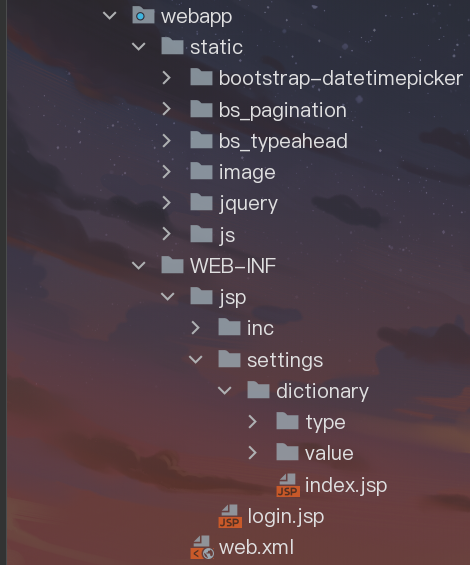 webapp
static
bootstrap-datetimepicker
bs_pagination
bs_typeahead
image
jquery
js
WEB-INF
jsp
inc
settings
dictionary
type
value
JSP index.jsp
JSP login.jsp
web.xml